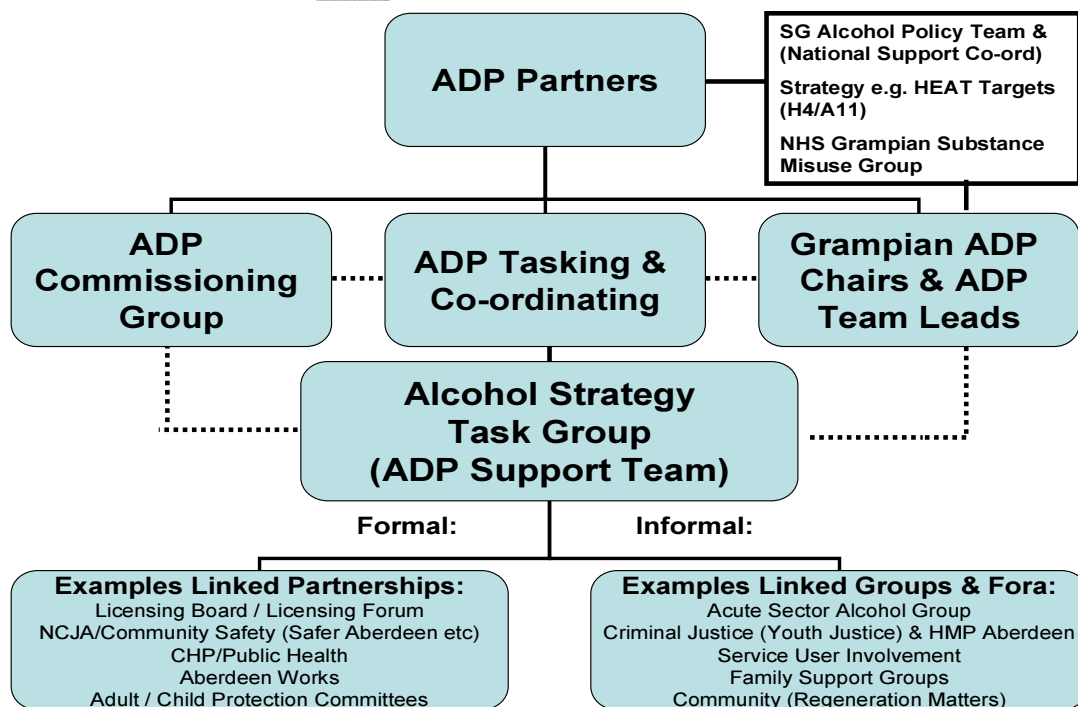 ADP Partners
SG Alcohol Policy Team &
(National Support Co-ord)
Strategy e.g. HEAT Targets
(H4/A11)
NHS Grampian Substance
Misuse Group
ADP
Commissioning
Group
ADP Tasking &
Co-ordinating
Grampian ADP
Chairs & ADP
Team Leads
Alcohol Strategy
Task Group
(ADP Support Team)
Formal:
Informal:
Examples Linked Partnerships:
Licensing Board / Licensing Forum
NCJA/Community Safety (Safer Aberdeen etc)
CHP/Public Health
Aberdeen Works
Adult / Child Protection Committees
Examples Linked Groups & Fora:
Acute Sector Alcohol Group
Criminal Justice (Youth Justice) & HMP Aberdeen
Service User Involvement
Family Support Groups
Community (Regeneration Matters)